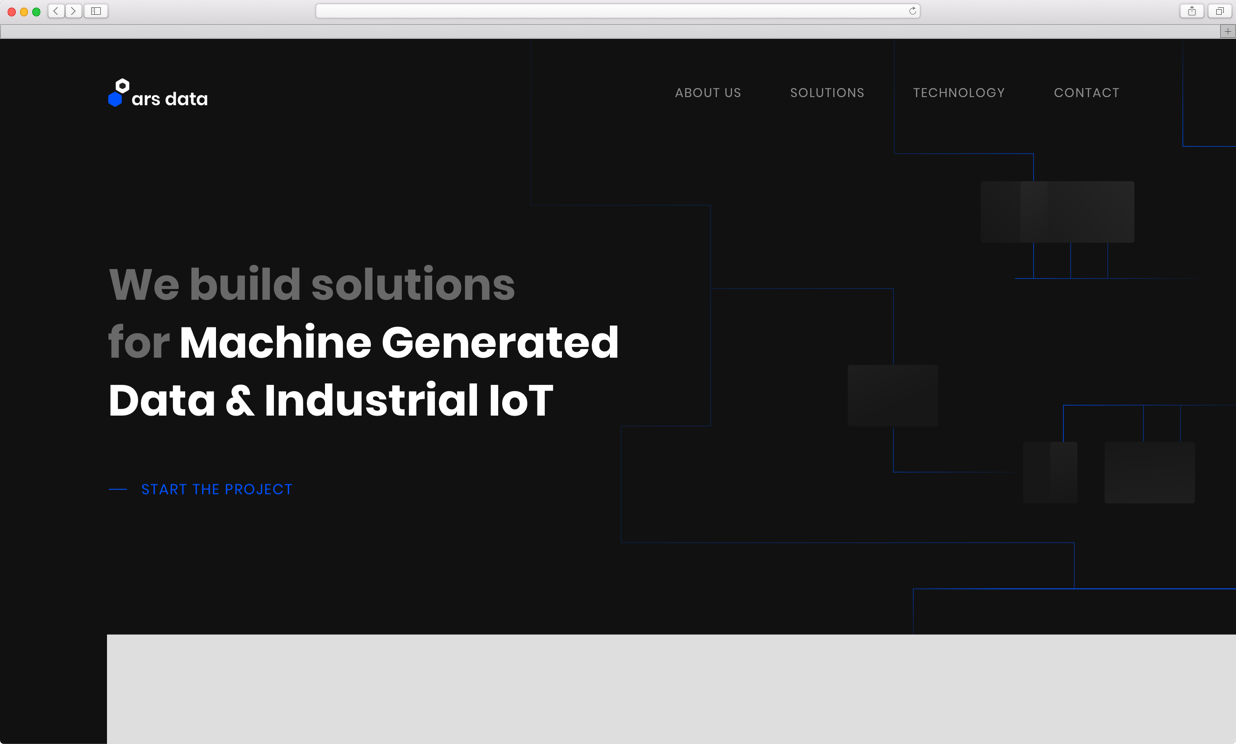 ars data
ABOUT US SOLUTIONS TECHNOLOGY CONTACT
We build solutions
for Machine Generated
Data & Industrial IoT
START THE PROJECT